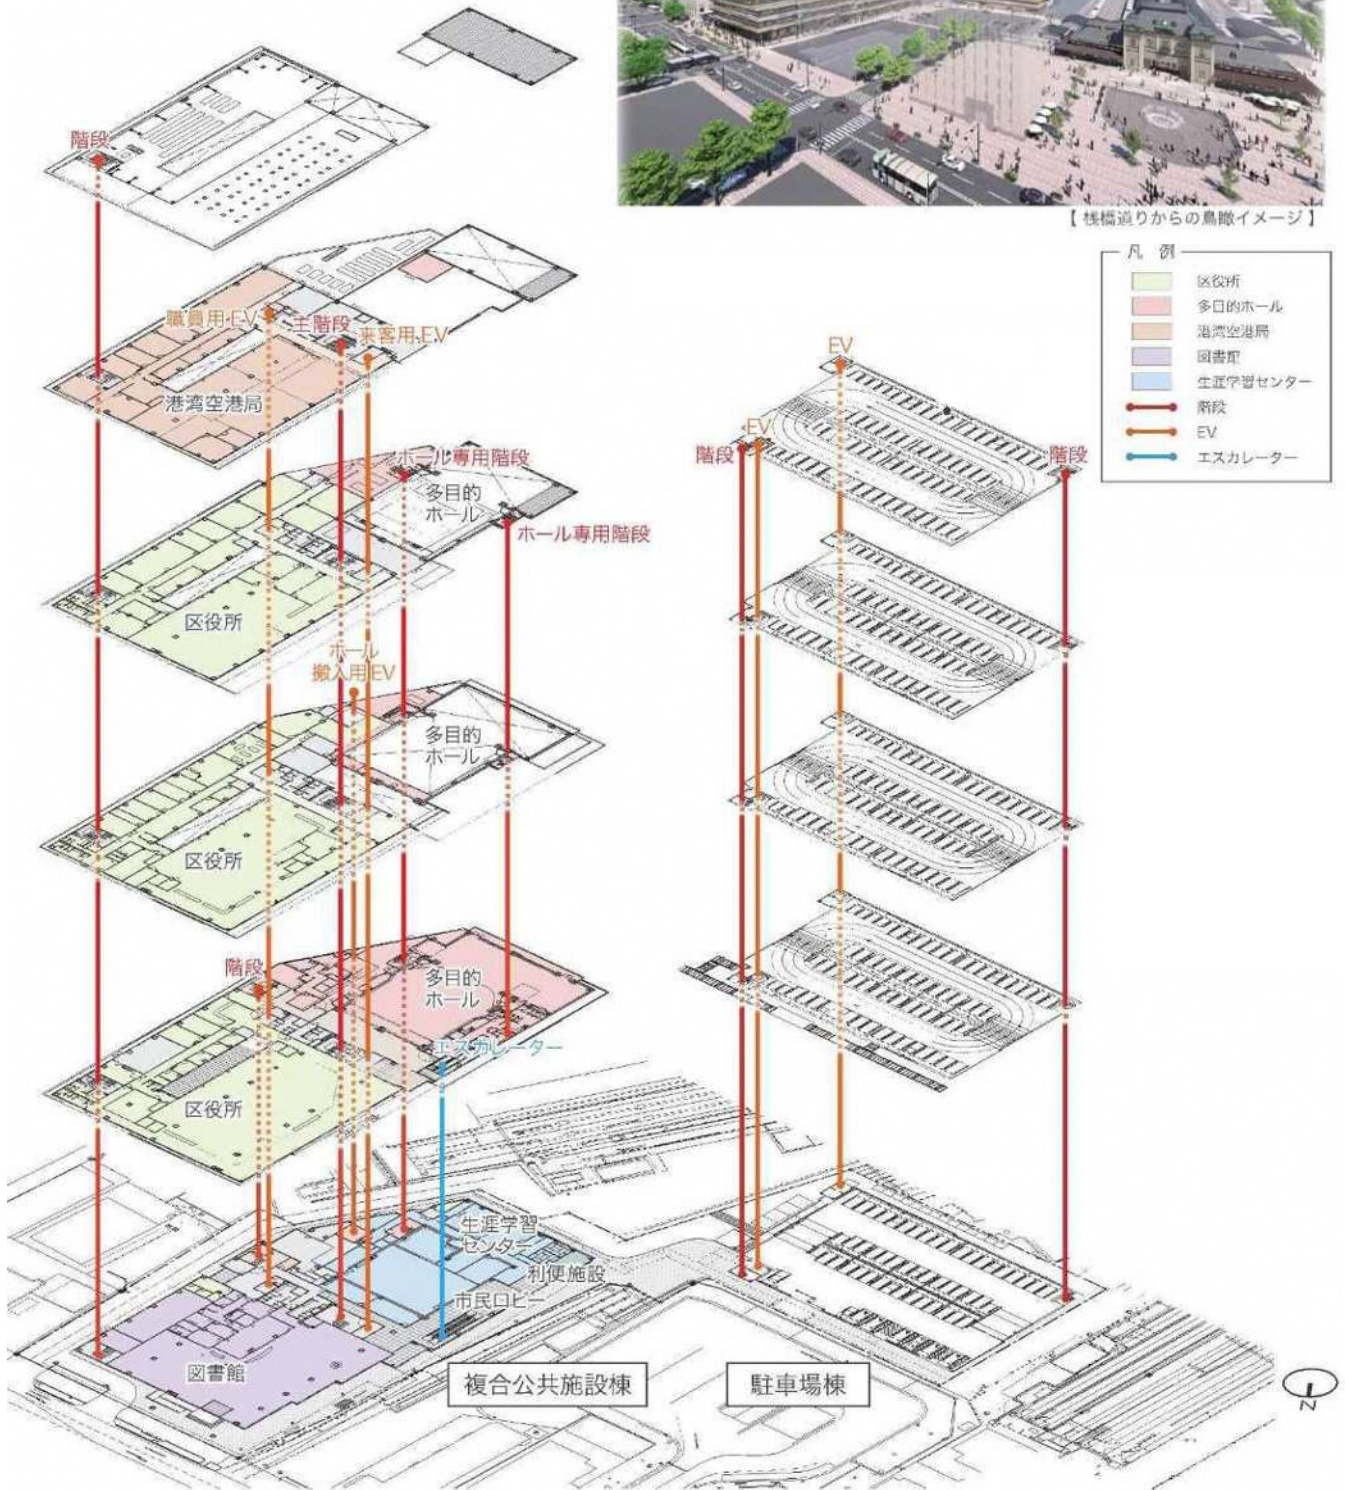 階段
【 桟橋通りからの鳥瞰イメージ 】
凡 例
区役所
多目的ホール
港湾空港局
図書館
生涯学習センター
階段
EV
エスカレーター
職員用EV
主階段
来客用EV
港湾空港局
ホール専用階段
多目的
ホール
ホール専用階段
区役所
ホール
搬入用EV
多目的
ホール
区役所
階段
多目的
ホール
エスカレーター
区役所
生涯学習
センター
利便施設
市民ロビー
図書館
複合公共施設棟
EV
EV
階段
階段
駐車場棟
N